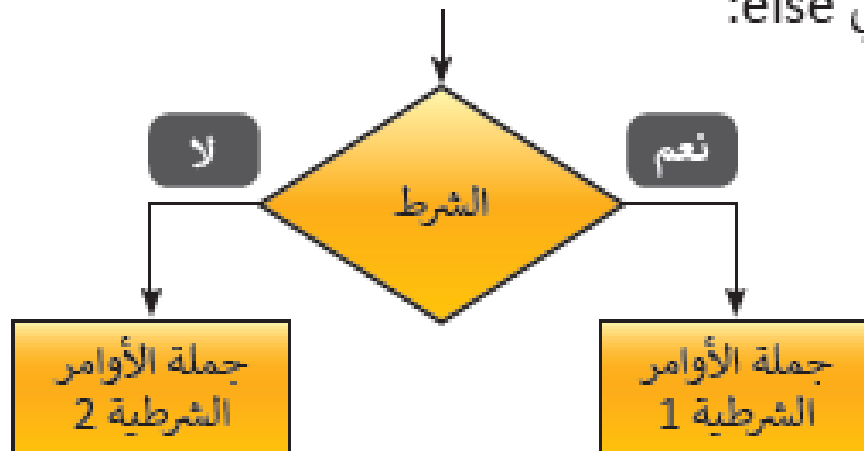 else:
نعم
لا
الشرط
جملة الأوامر
الشرطية 1
جملة الأوامر
الشرطية 2